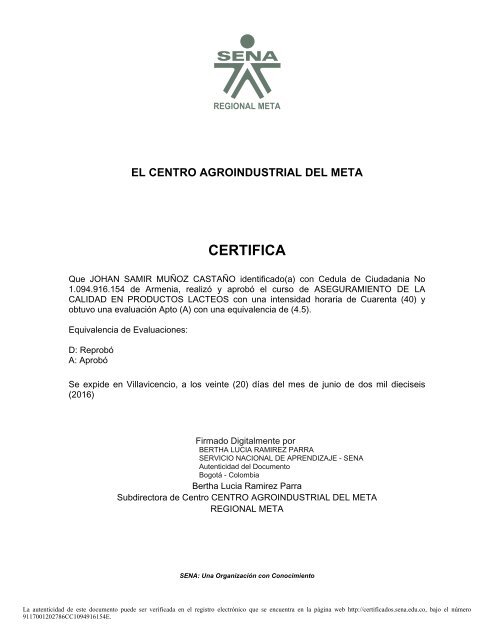 SENA
REGIONAL META
EL CENTRO AGROINDUSTRIAL DEL META
CERTIFICA
Que JOHAN SAMIR MUÑOZ CASTAÑO identificado(a) con Cedula de Ciudadania No
1.094.916.154 de Armenia, realizó y aprobó el curso de ASEGURAMIENTO DE LA
CALIDAD EN PRODUCTOS LACTEOS con una intensidad horaria de Cuarenta (40) y
obtuvo una evaluación Apto (A) con una equivalencia de (4.5).
Equivalencia de Evaluaciones:
D: Reprobó
A: Aprobó
Se expide en Villavicencio, a los veinte (20) días del mes de junio de dos mil dieciseis
(2016)
Firmado Digitalmente por
BERTHA LUCIA RAMIREZ PARRA
SERVICIO NACIONAL DE APRENDIZAJE - SENA
Autenticidad del Documento
Bogotá - Colombia
Bertha Lucia Ramirez Parra
Subdirectora de Centro CENTRO AGROINDUSTRIAL DEL META
REGIONAL META
SENA: Una Organización con Conocimiento
La autenticidad de este documento puede ser verificada en el registro electrónico que se encuentra en la página web http://certificados.sena.edu.co, bajo el número
9117001202786CC1094916154E.